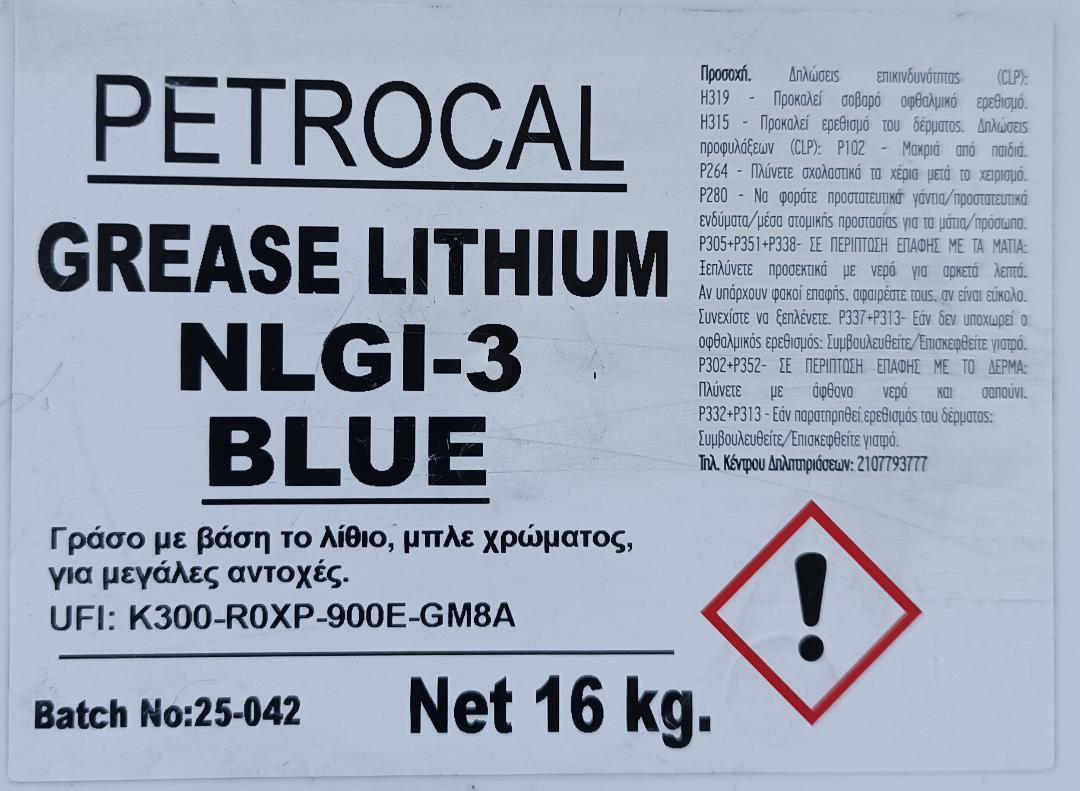 PETROCAL
GREASE LITHIUM
NLGI-3
BLUE
Γράσο με βάση το λίθιο, μπλε χρώματος,
για μεγάλες αντοχές.
UFI: K300-R0XP-900E-GM8A
Batch No:25-042
Net 16 kg.
Προσοχή. Δηλώσεις επικινδυνότητας (CLP):
H319 - Προκαλεί σοβαρό οφθαλμικό ερεθισμό.
H315 - Προκαλεί ερεθισμό του δέρματος. Δηλώσεις
προφυλάξεων (CLP): P102 - Μακριά από παιδιά.
P264 - Πλύνετε σχολαστικά τα χέρια μετά το χειρισμό.
P280 - Να φοράτε προστατευτικά γάντια/προστατευτικά
ενδύματα/μέσα ατομικής προστασίας για τα μάτια/πρόσωπο.
P305+P351+P338- ΣΕ ΠΕΡΙΠΤΩΣΗ ΕΠΑΦΗΣ ΜΕ ΤΑ ΜΑΤΙΑ:
Ξεπλύνετε προσεκτικά με νερό για αρκετά λεπτά.
Αν υπάρχουν φακοί επαφής, αφαιρέστε τους, αν είναι εύκολο.
Συνεχίστε να ξεπλένετε. P337+P313- Εάν δεν υποχωρεί ο
οφθαλμικός ερεθισμός: Συμβουλευθείτε/Επισκεφθείτε γιατρό.
P302+P352- ΣΕ ΠΕΡΙΠΤΩΣΗ ΕΠΑΦΗΣ ΜΕ ΤΟ ΔΕΡΜΑ:
Πλύνετε με άφθονο νερό και σαπούνι.
P332+P313 - Εάν παρατηρηθεί ερεθισμός του δέρματος:
Συμβουλευθείτε/Επισκεφθείτε γιατρό.
Τηλ. Κέντρου Δηλητηριάσεων: 2107793777